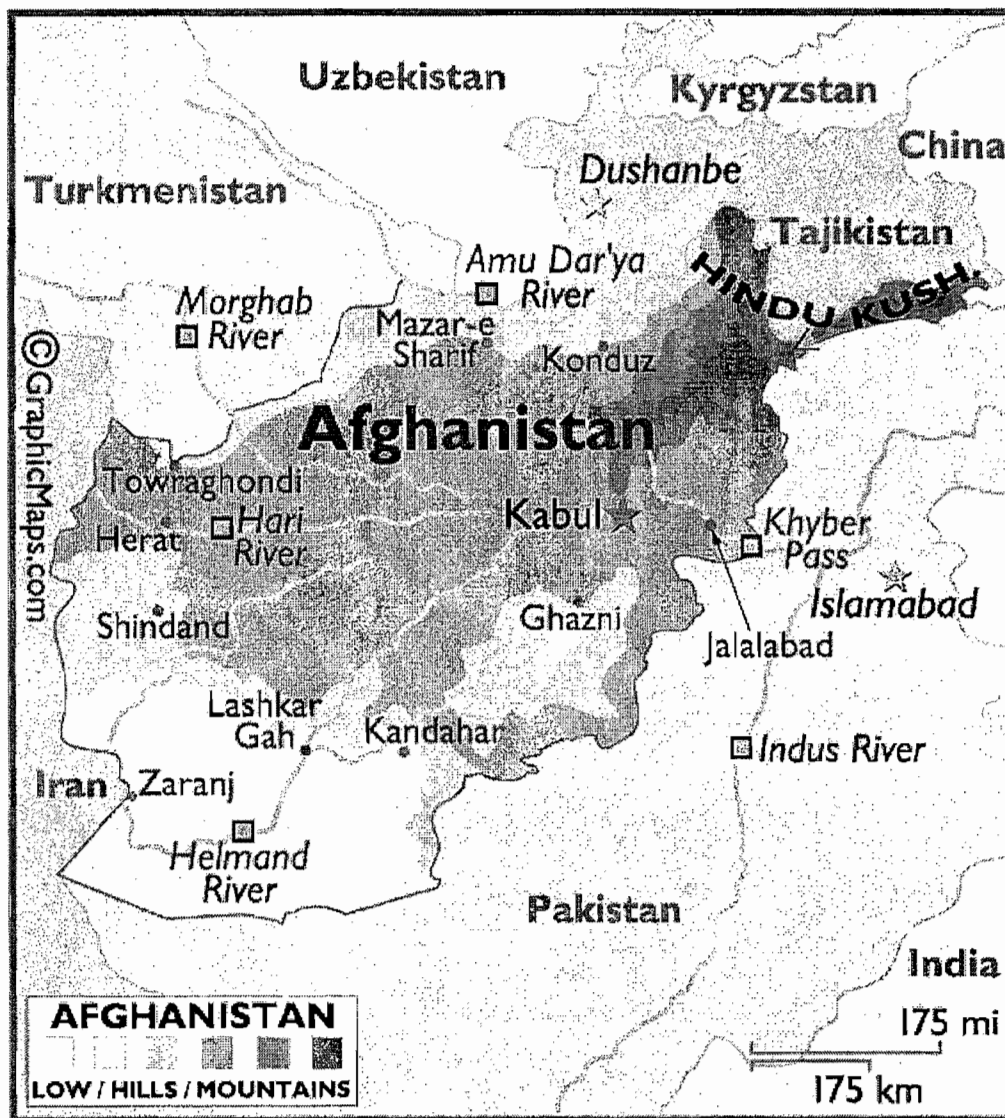 Uzbekistan
Kyrgyzstan
China
Dushanbe
Turkmenistan
Tajikistan
Amu Dar'ya
River
HINDU KUSH.
Morghab
River
Mazar-e
Sharif
Konduz
©GraphicMaps.com
Afghanistan
Towraghondi
Kabul
Hari
River
Herat
Khyber
Pass
Islamabad
Shindand
Ghazni
Jalalabad
Lashkar
Gah
Kandahar
Indus River
Iran
Zaranj
Helmand
River
Pakistan
India
AFGHANISTAN
LOW / HILLS / MOUNTAINS
175 mi
175 km